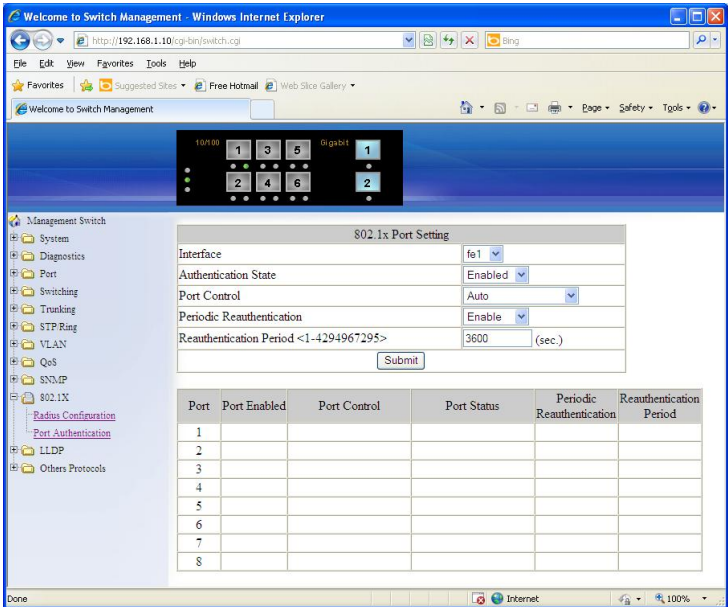 Welcome to Switch Management - Windows Internet Explorer
http://192.168.1.10/cgi-bin/switch.cgi
Bing
File Edit View Favorites Tools Help
Favorites Suggested Sites Free Hotmail Web Slice Gallery
Welcome to Switch Management
Page Safety Tools
10/100 1 3 5 Gigabit 1
2 4 6 2
Management Switch
System
Diagnostics
Port
Switching
Trunking
STP/Ring
VLAN
QoS
SNMP
802.1X
Radius Configuration
Port Authentication
LLDP
Others Protocols
802.1x Port Setting
Interface fe1
Authentication State Enabled
Port Control Auto
Periodic Reauthentication Enable
Reauthentication Period <1-4294967295> 3600 (sec.)
Submit
Port Port Enabled Port Control Port Status Periodic Reauthentication Reauthentication Period
1
2
3
4
5
6
7
8
Done Internet 100%